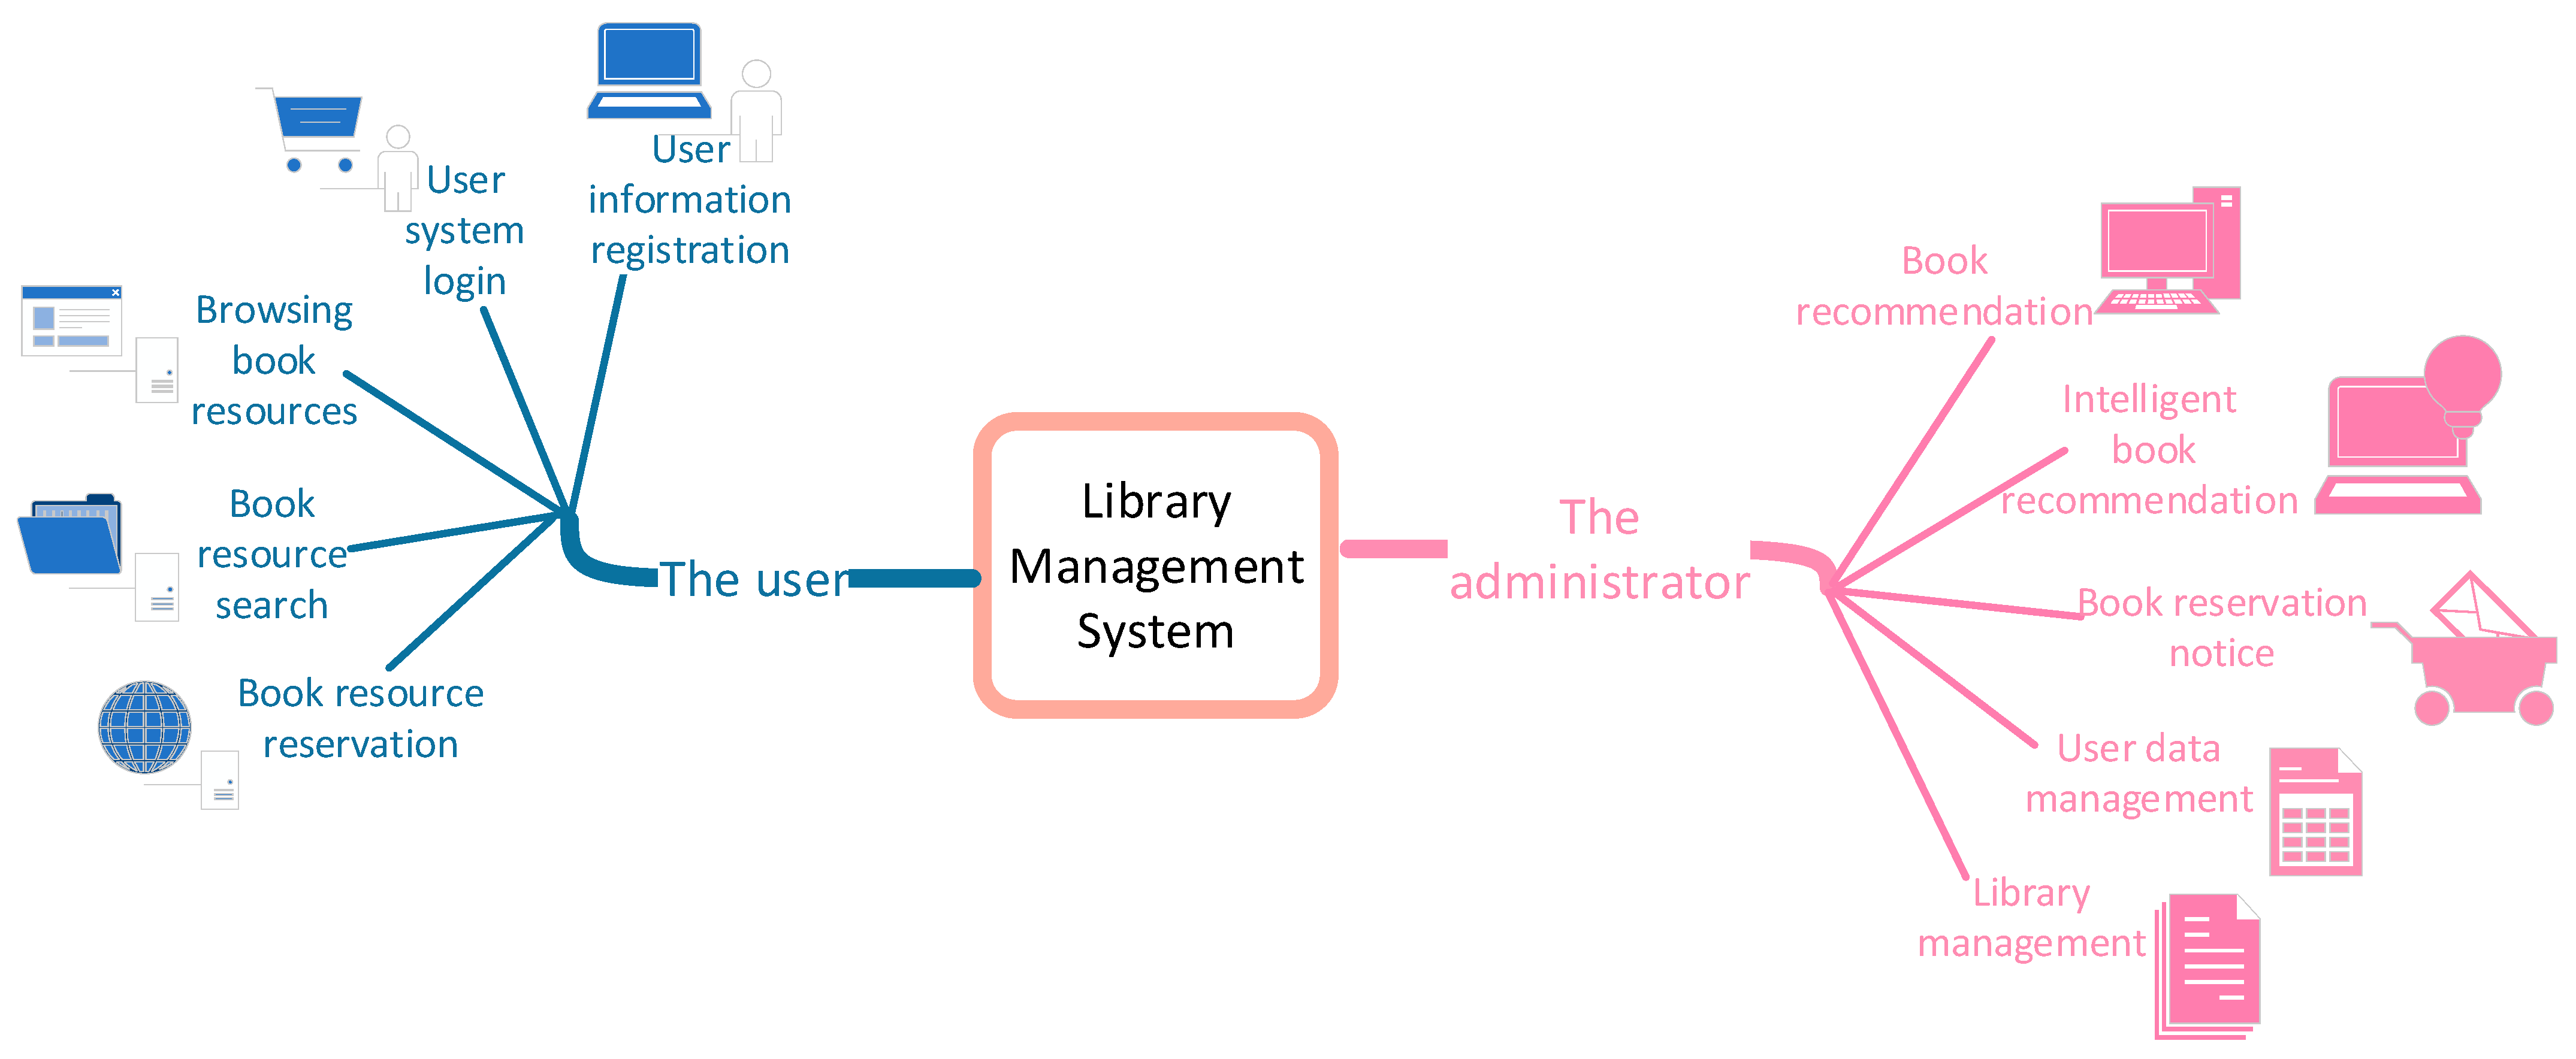 User
information
registration
User
system
login
Browsing
book
resources
Book
resource
search
Book resource
reservation
The user
Library
Management
System
The
administrator
Book
recommendation
Intelligent
book
recommendation
Book reservation
notice
User data
management
Library
management